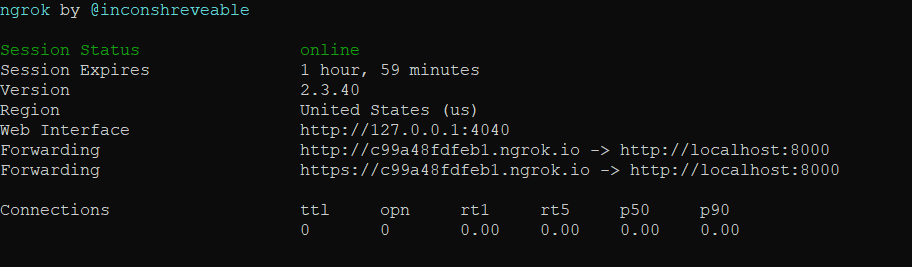 ngrok by @inconshreveable
Session Status online
Session Expires 1 hour, 59 minutes
Version 2.3.40
Region United States (us)
Web Interface http://127.0.0.1:4040
Forwarding http://c99a48fdfeb1.ngrok.io -> http://localhost:8000
Forwarding https://c99a48fdfeb1.ngrok.io -> http://localhost:8000
Connections ttl opn rt1 rt5 p50 p90
0 0 0.00 0.00 0.00 0.00